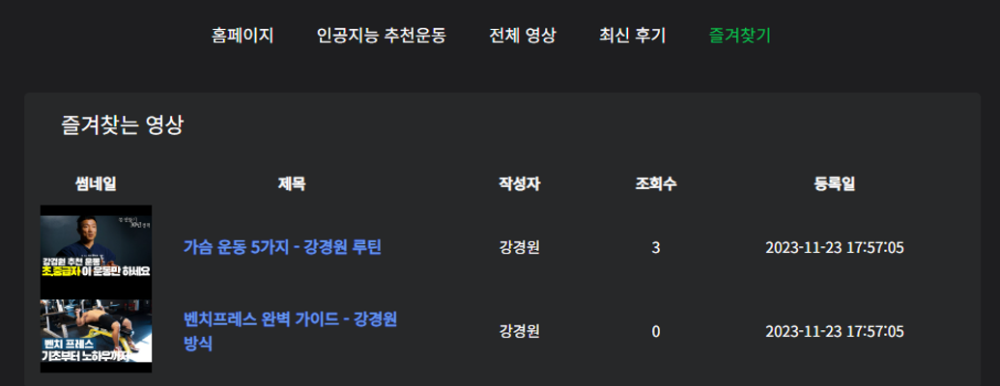 홈페이지 인공지능 추천운동 전체 영상 최신 후기 즐겨찾기
즐겨찾는 영상
썸네일 제목 작성자 조회수 등록일
강경원 추천 운동
초,중급자 이 운동만 하세요
가슴 운동 5가지 - 강경원 루틴 강경원 3 2023-11-23 17:57:05
벤치 프레스
기초부터 노하우까지
벤치프레스 완벽 가이드 - 강경원
방식
강경원 0 2023-11-23 17:57:05